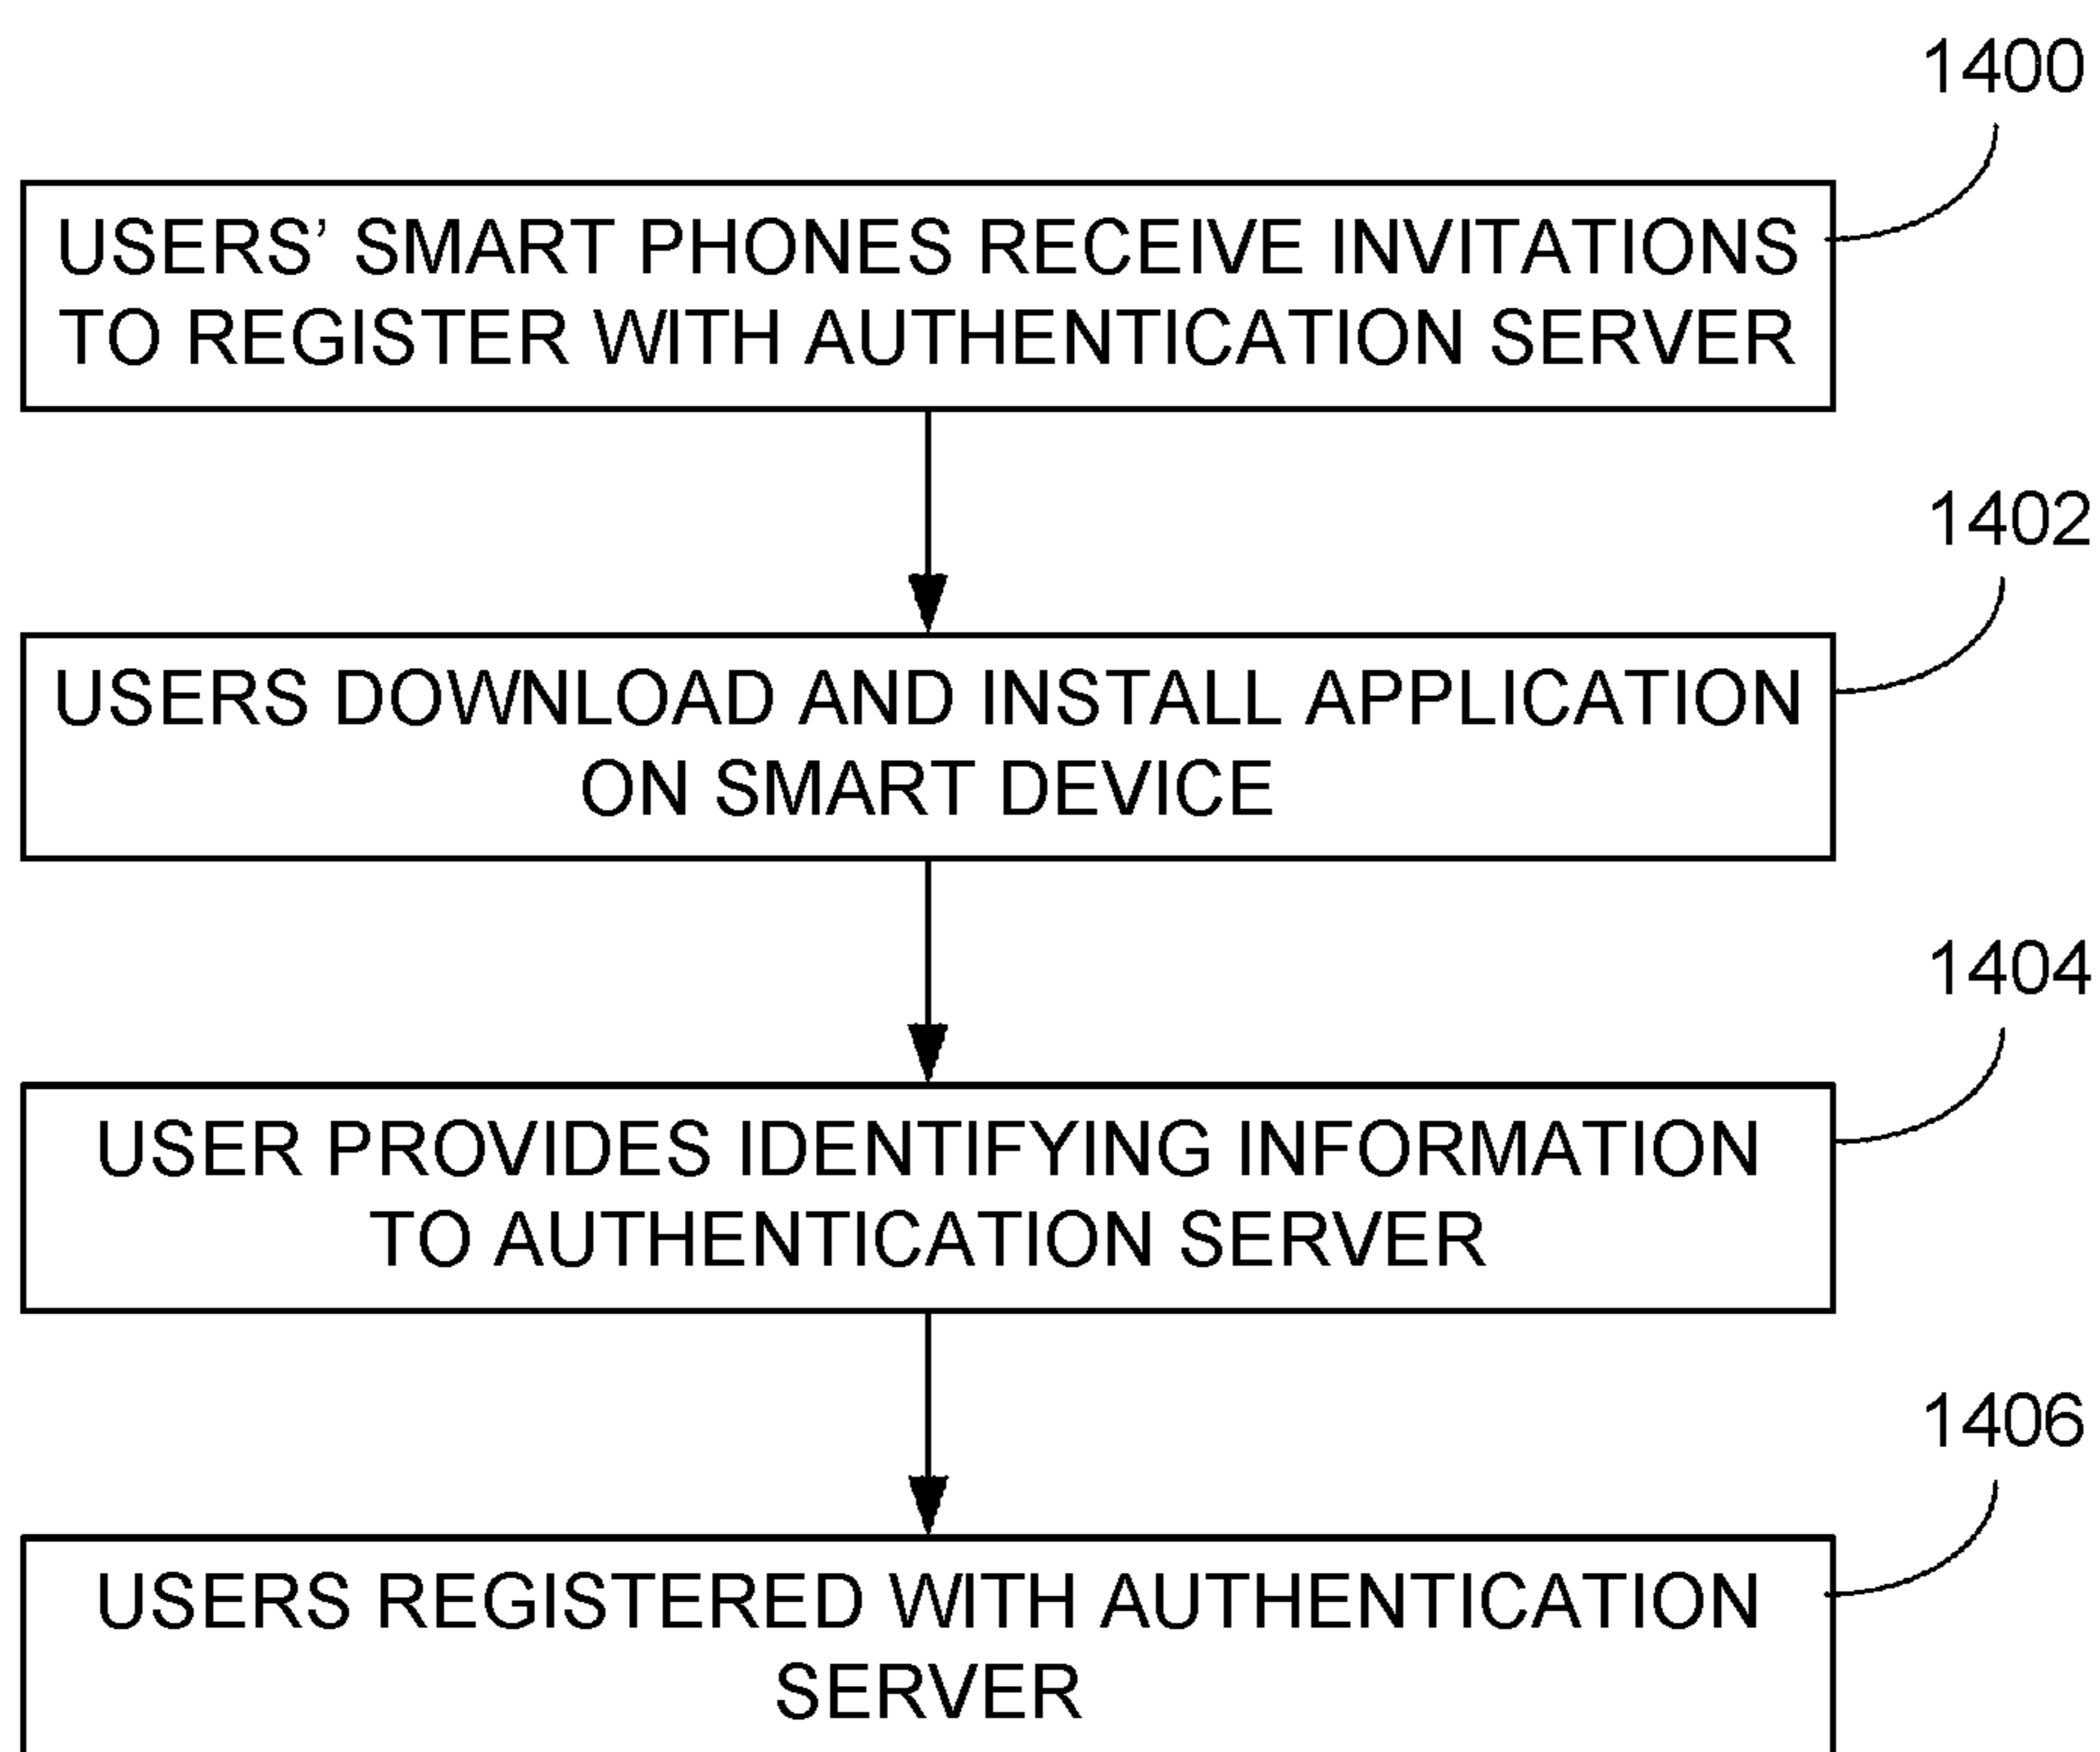 1400
USERS’ SMART PHONES RECEIVE INVITATIONS
TO REGISTER WITH AUTHENTICATION SERVER
1402
USERS DOWNLOAD AND INSTALL APPLICATION
ON SMART DEVICE
1404
USER PROVIDES IDENTIFYING INFORMATION
TO AUTHENTICATION SERVER
1406
USERS REGISTERED WITH AUTHENTICATION
SERVER